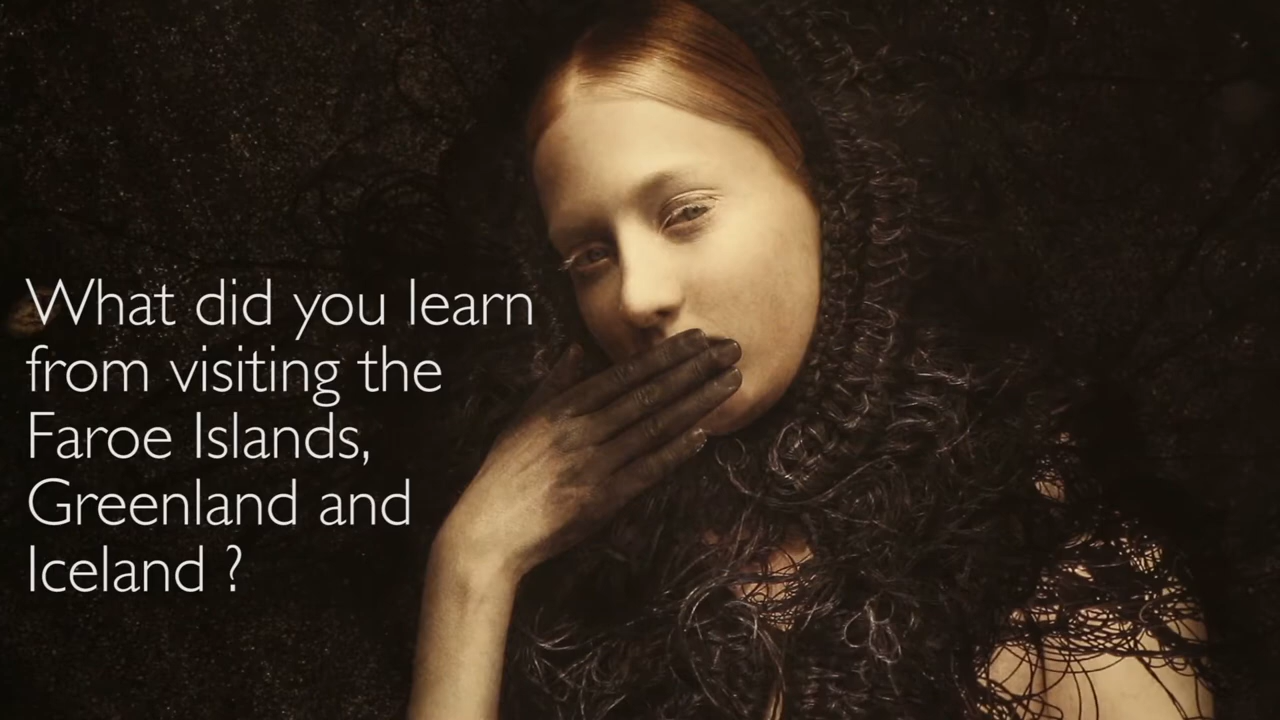 What did you learn
from visiting the
Faroe Islands,
Greenland and
Iceland ?